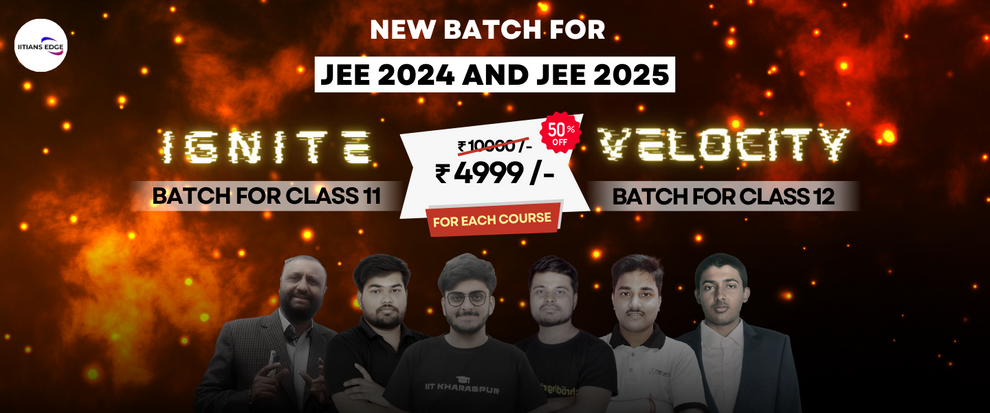 IITIANS EDGE
NEW BATCH FOR
JEE 2024 AND JEE 2025
IGNITE
BATCH FOR CLASS 11
₹10000/-
50%
OFF
₹4999/-
FOR EACH COURSE
VELOCITY
BATCH FOR CLASS 12
IIT KHARAGPUR